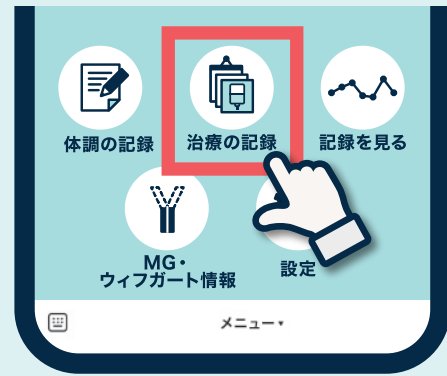 体調の記録
治療の記録
記録を見る
MG・
ウィフガート情報
設定
メニュー▾